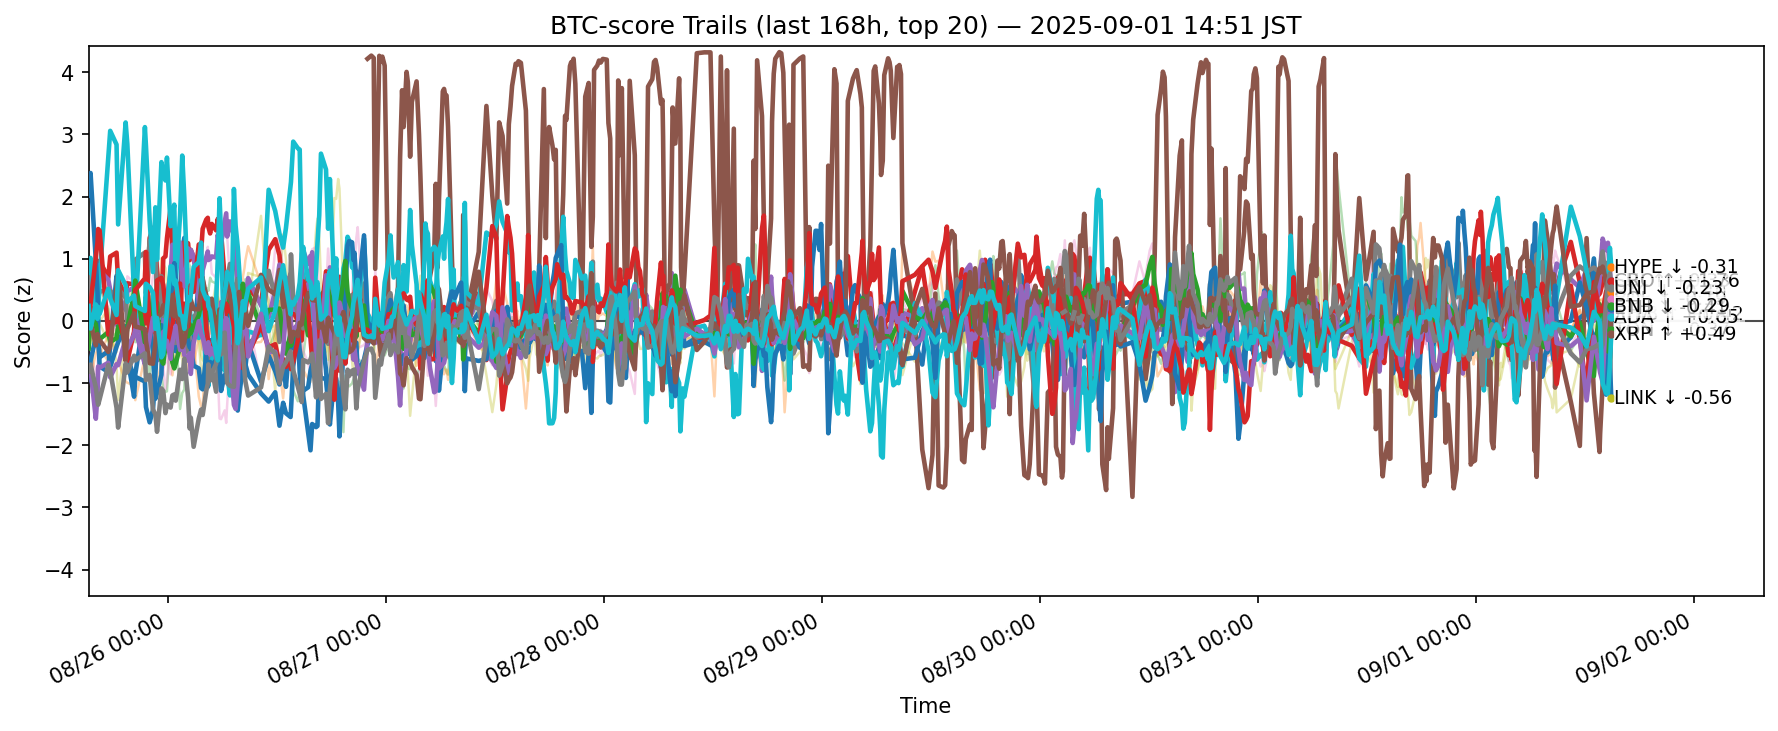 BTC-score Trails (last 168h, top 20) — 2025-09-01 14:51 JST
Score (z)
4
3
2
1
0
−1
−2
−3
−4
HYPE ↓ -0.31
UNI ↓ -0.23
BNB ↓ -0.29
XRP ↑ +0.49
LINK ↓ -0.56
08/26 00:00
08/27 00:00
08/28 00:00
08/29 00:00
08/30 00:00
08/31 00:00
09/01 00:00
09/02 00:00
Time